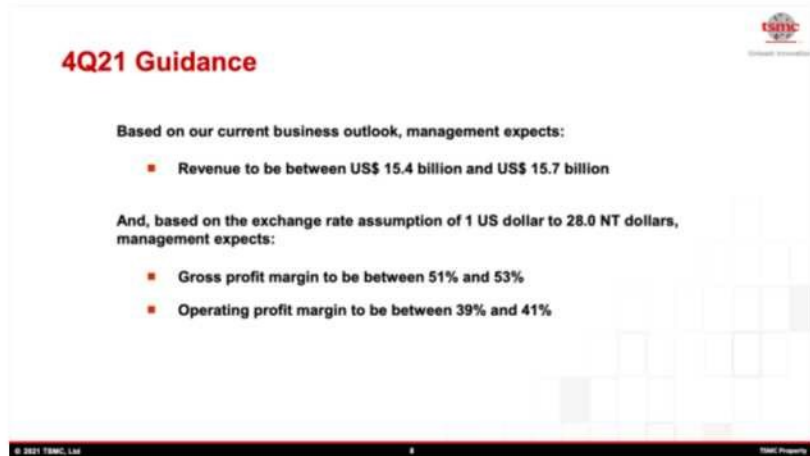 tsmc
4Q21 Guidance
Based on our current business outlook, management expects:
Revenue to be between US$ 15.4 billion and US$ 15.7 billion
And, based on the exchange rate assumption of 1 US dollar to 28.0 NT dollars,
management expects:
Gross profit margin to be between 51% and 53%
Operating profit margin to be between 39% and 41%
© 2021 TSMC, Ltd
8
TSMC Property